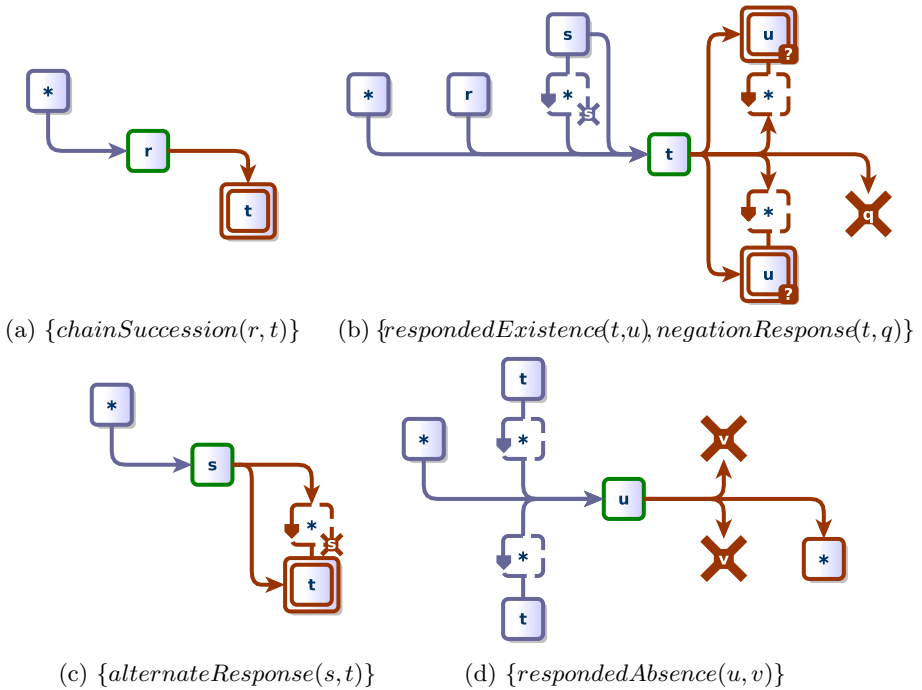 *
r
t
(a) {chainSuccession(r, t)}
*
r
s
*
s
t
u
?
*
q
*
u
?
(b) {respondedExistence(t,u), negationResponse(t, q)}
*
s
*
s
t
(c) {alternateResponse(s, t)}
t
*
*
u
*
t
v
v
*
(d) {respondedAbsence(u, v)}